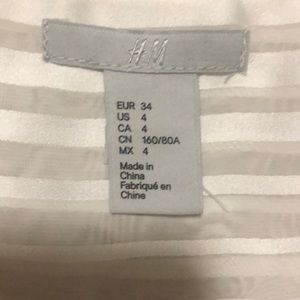 H&M
EUR 34
US 4
CA 4
CN 160/80A
MX 4
Made in
China
Fabriqué en
Chine